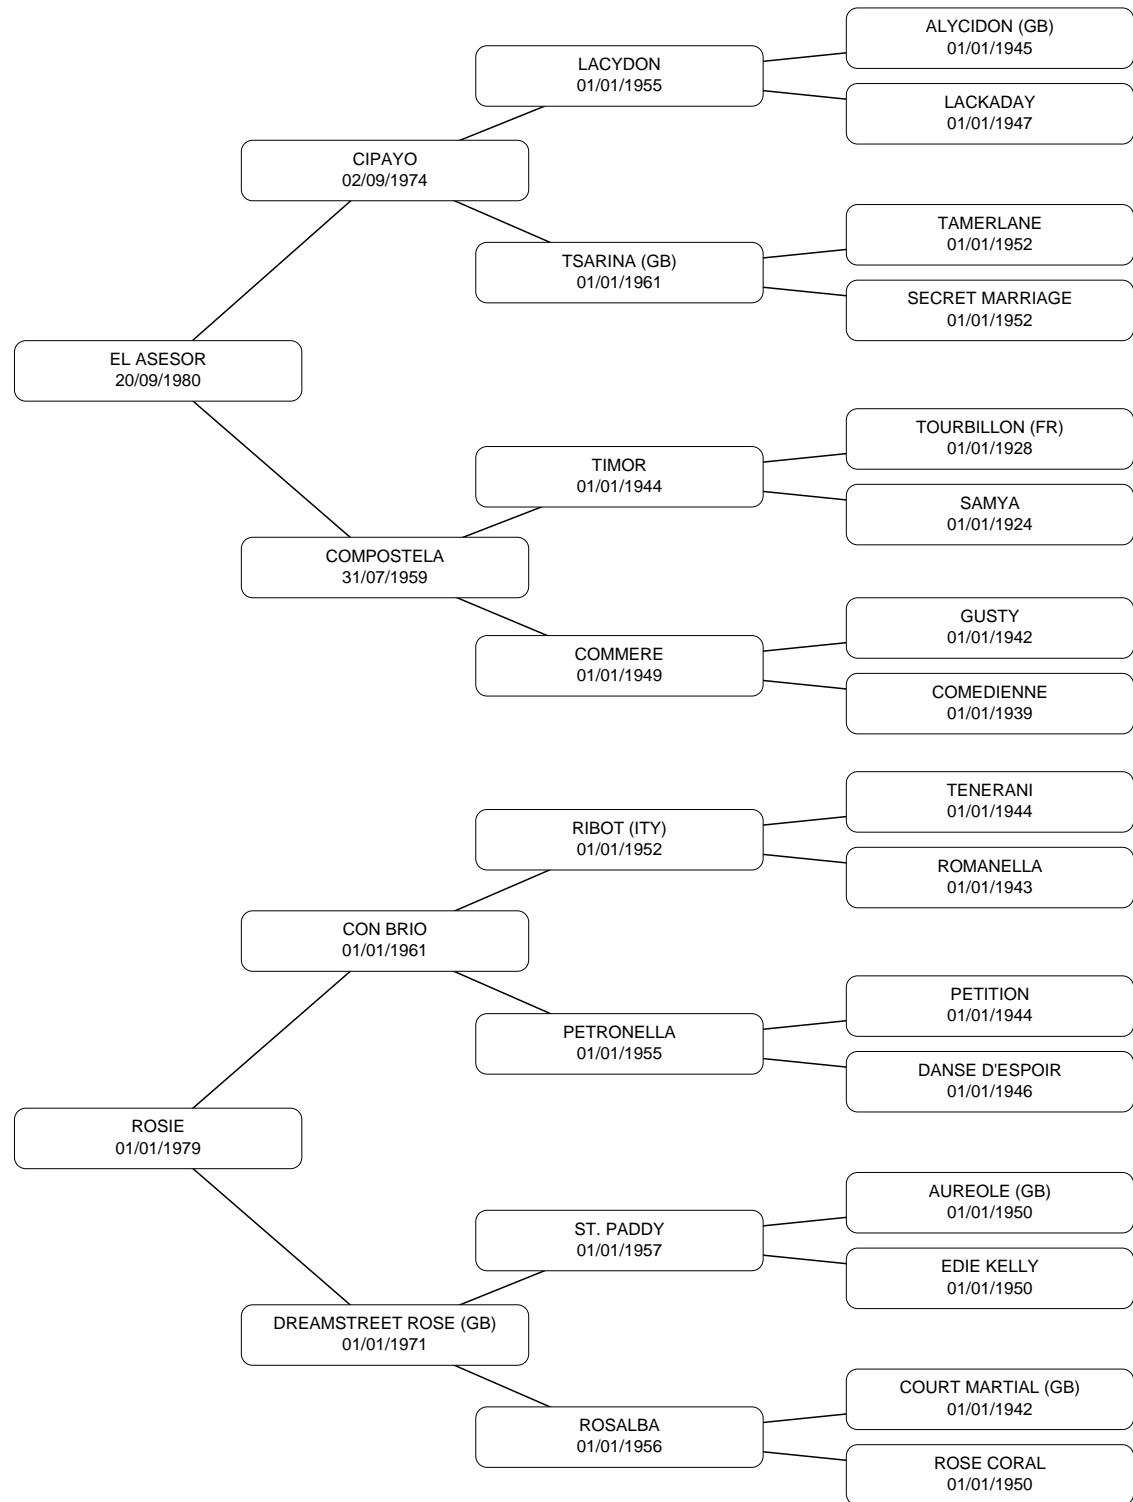 ALYCIDON (GB)
01/01/1945
LACYDON
01/01/1955
LACKADAY
01/01/1947
CIPAYO
02/09/1974
TAMERLANE
01/01/1952
TSARINA (GB)
01/01/1961
SECRET MARRIAGE
01/01/1952
EL ASESOR
20/09/1980
TOURBILLON (FR)
01/01/1928
TIMOR
01/01/1944
SAMYA
01/01/1924
COMPOSTELA
31/07/1959
GUSTY
01/01/1942
COMMERE
01/01/1949
COMEDIENNE
01/01/1939
TENERANI
01/01/1944
RIBOT (ITY)
01/01/1952
ROMANELLA
01/01/1943
CON BRIO
01/01/1961
PETITION
01/01/1944
PETRONELLA
01/01/1955
DANSE D'ESPOIR
01/01/1946
ROSIE
01/01/1979
AUREOLE (GB)
01/01/1950
ST. PADDY
01/01/1957
EDIE KELLY
01/01/1950
DREAMSTREET ROSE (GB)
01/01/1971
COURT MARTIAL (GB)
01/01/1942
ROSALBA
01/01/1956
ROSE CORAL
01/01/1950